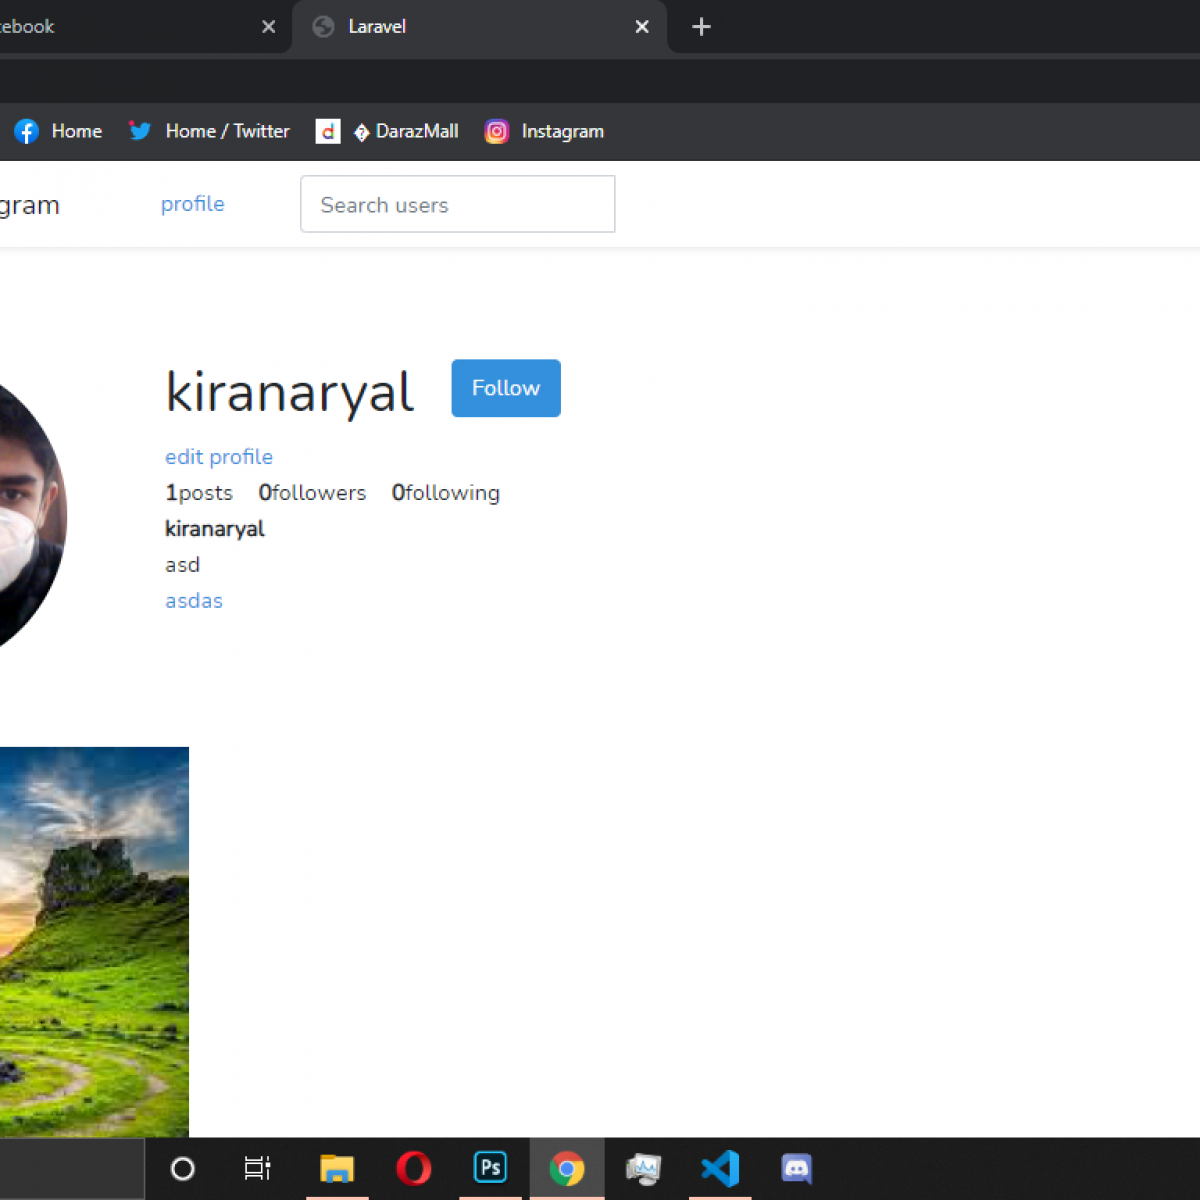 cebook Laravel
Home Home / Twitter d � DarazMall Instagram
gram profile Search users
kiranaryal Follow
edit profile
1posts 0followers 0following
kiranaryal
asd
asdas
Ps